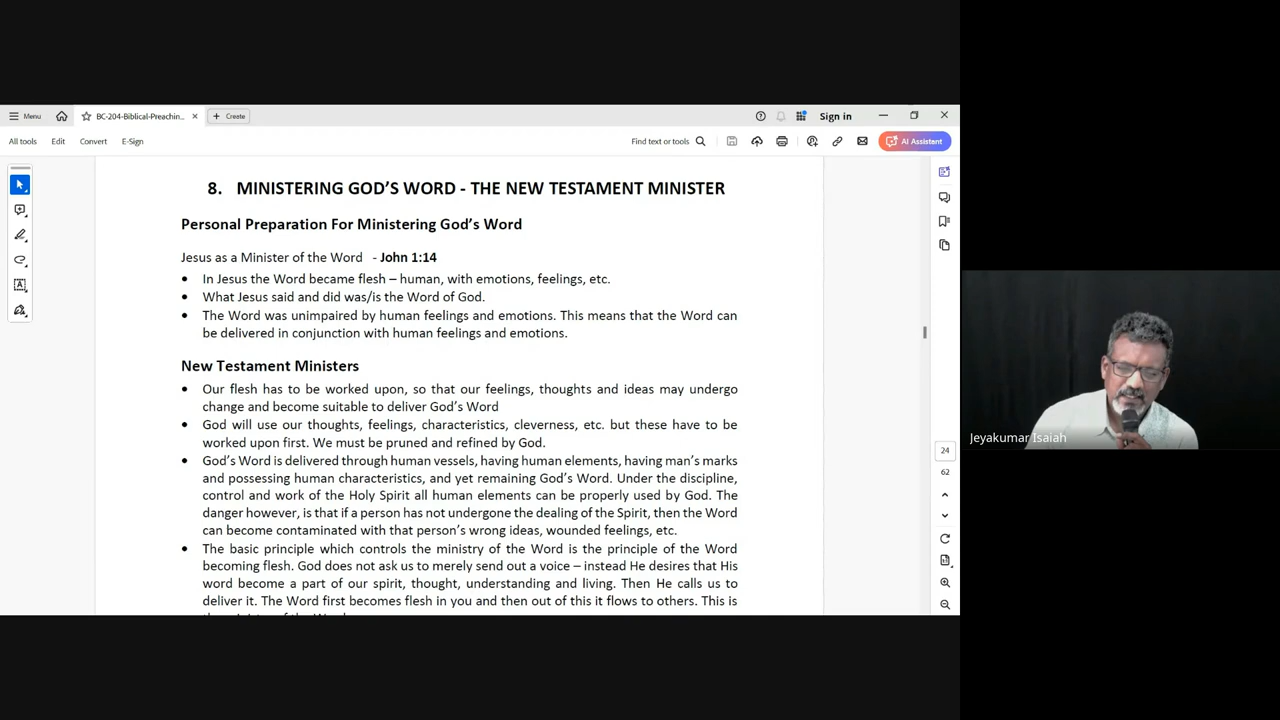 Menu
BC-204-Biblical-Preachin...
Create
Sign in
All tools
Edit
Convert
E-Sign
Find text or tools
AI Assistant
8. MINISTERING GOD'S WORD - THE NEW TESTAMENT MINISTER
Personal Preparation For Ministering God's Word
Jesus as a Minister of the Word - John 1:14
• In Jesus the Word became flesh – human, with emotions, feelings, etc.
• What Jesus said and did was/is the Word of God.
• The Word was unimpaired by human feelings and emotions. This means that the Word can
be delivered in conjunction with human feelings and emotions.
New Testament Ministers
• Our flesh has to be worked upon, so that our feelings, thoughts and ideas may undergo
change and become suitable to deliver God's Word
• God will use our thoughts, feelings, characteristics, cleverness, etc. but these have to be
worked upon first. We must be pruned and refined by God.
• God's Word is delivered through human vessels, having human elements, having man's marks
and possessing human characteristics, and yet remaining God's Word. Under the discipline,
control and work of the Holy Spirit all human elements can be properly used by God. The
danger however, is that if a person has not undergone the dealing of the Spirit, then the Word
can become contaminated with that person's wrong ideas, wounded feelings, etc.
• The basic principle which controls the ministry of the Word is the principle of the Word
becoming flesh. God does not ask us to merely send out a voice – instead He desires that His
word become a part of our spirit, thought, understanding and living. Then He calls us to
deliver it. The Word first becomes flesh in you and then out of this it flows to others. This is
24
62
Jeyakumar Isaiah